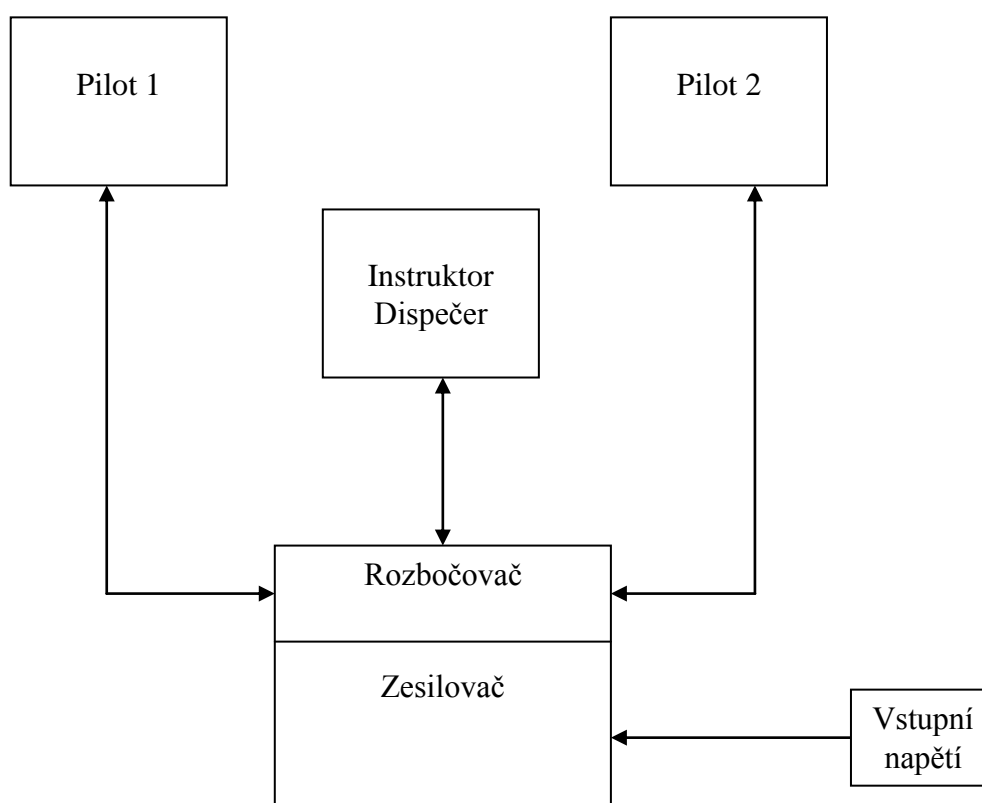 Pilot 1
Pilot 2
Instruktor
Dispečer
Rozbočovač
Zesilovač
Vstupní
napětí